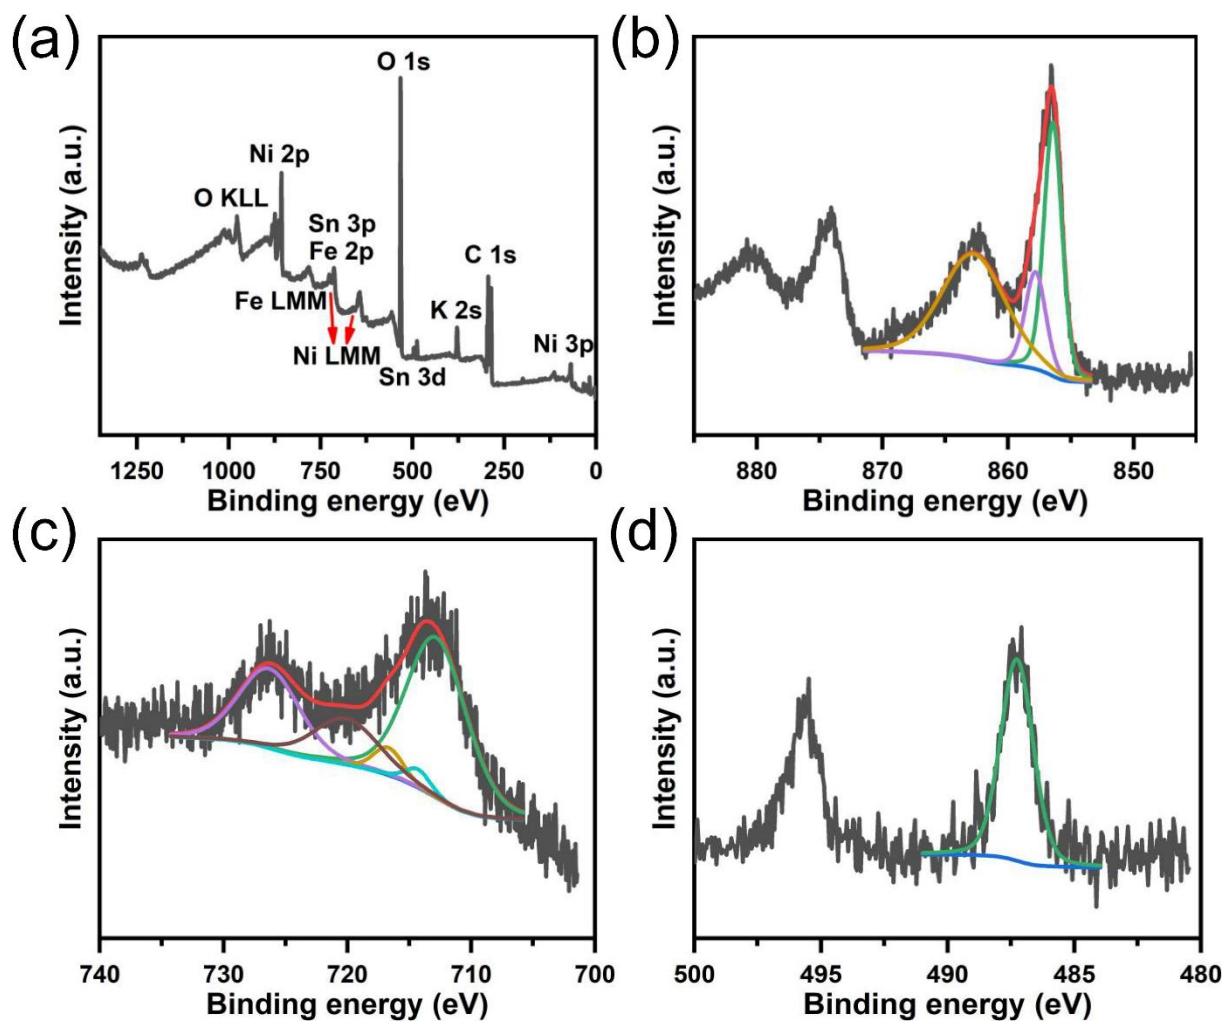 (a)
O 1s
Ni 2p
O KLL
Sn 3p
Fe 2p
C 1s
Fe LMM
K 2s
Ni LMM
Ni 3p
Sn 3d
Intensity (a.u.)
1250 1000 750 500 250 0
Binding energy (eV)
(b)
Intensity (a.u.)
880 870 860 850
Binding energy (eV)
(c)
Intensity (a.u.)
740 730 720 710 700
Binding energy (eV)
(d)
Intensity (a.u.)
500 495 490 485 480
Binding energy (eV)